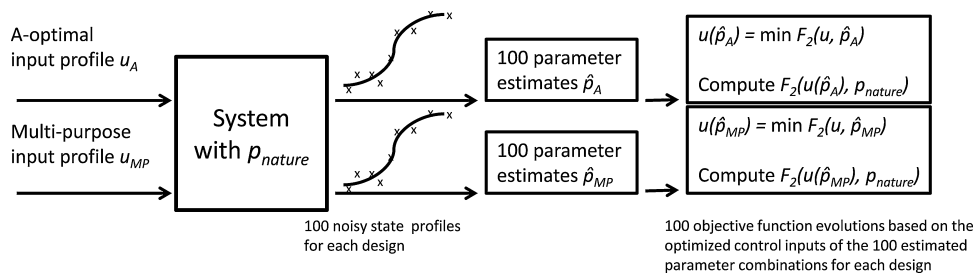 A-optimal
input profile u_A
Multi-purpose
input profile u_MP
System
with p_nature
100 noisy state profiles
for each design
100 parameter
estimates p̂_A
100 parameter
estimates p̂_MP
u(p̂_A) = min F_2(u, p̂_A)
Compute F_2(u(p̂_A), p_nature)
u(p̂_MP) = min F_2(u, p̂_MP)
Compute F_2(u(p̂_MP), p_nature)
100 objective function evolutions based on the
optimized control inputs of the 100 estimated
parameter combinations for each design